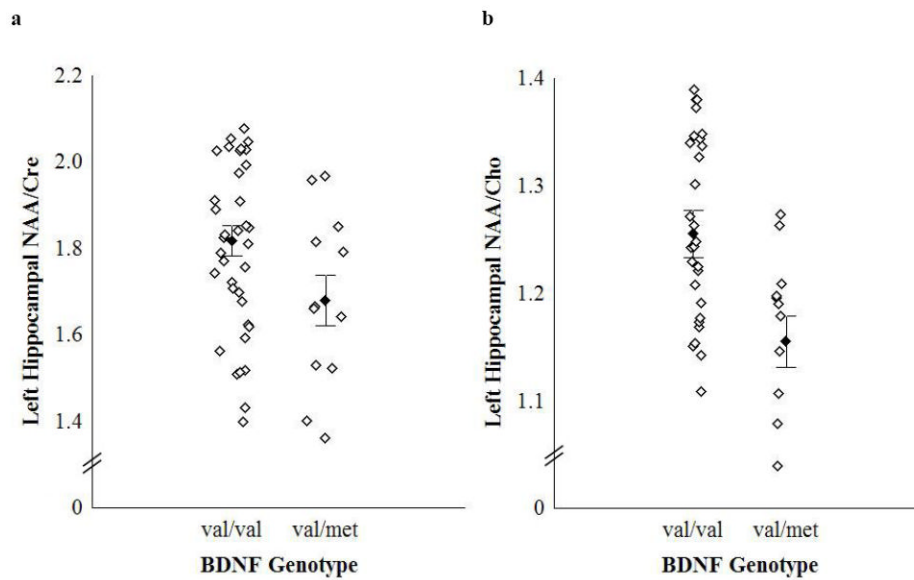 a
Left Hippocampal NAA/Cre
2.2
2.0
1.8
1.6
1.4
0
val/val val/met
BDNF Genotype
b
Left Hippocampal NAA/Cho
1.4
1.3
1.2
1.1
0
val/val val/met
BDNF Genotype